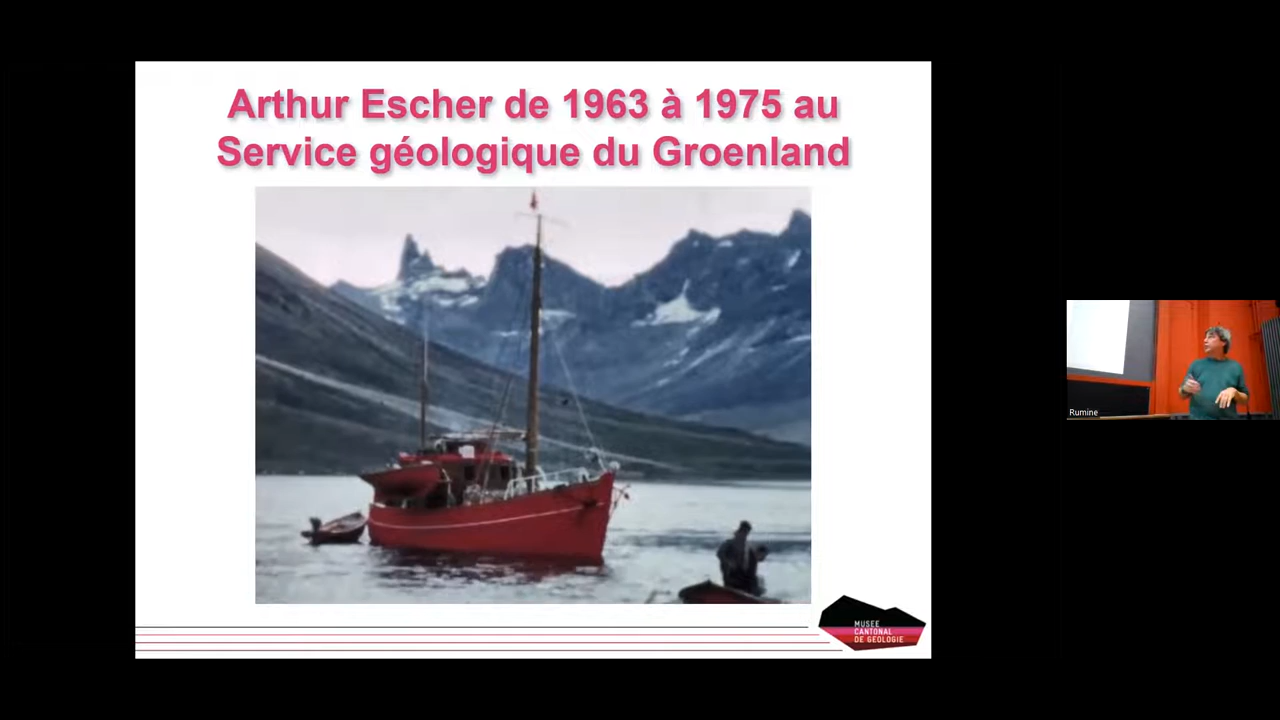 Arthur Escher de 1963 à 1975 au
Service géologique du Groenland
MUSEE
CANTONAL
DE GEOLOGIE
Rumine